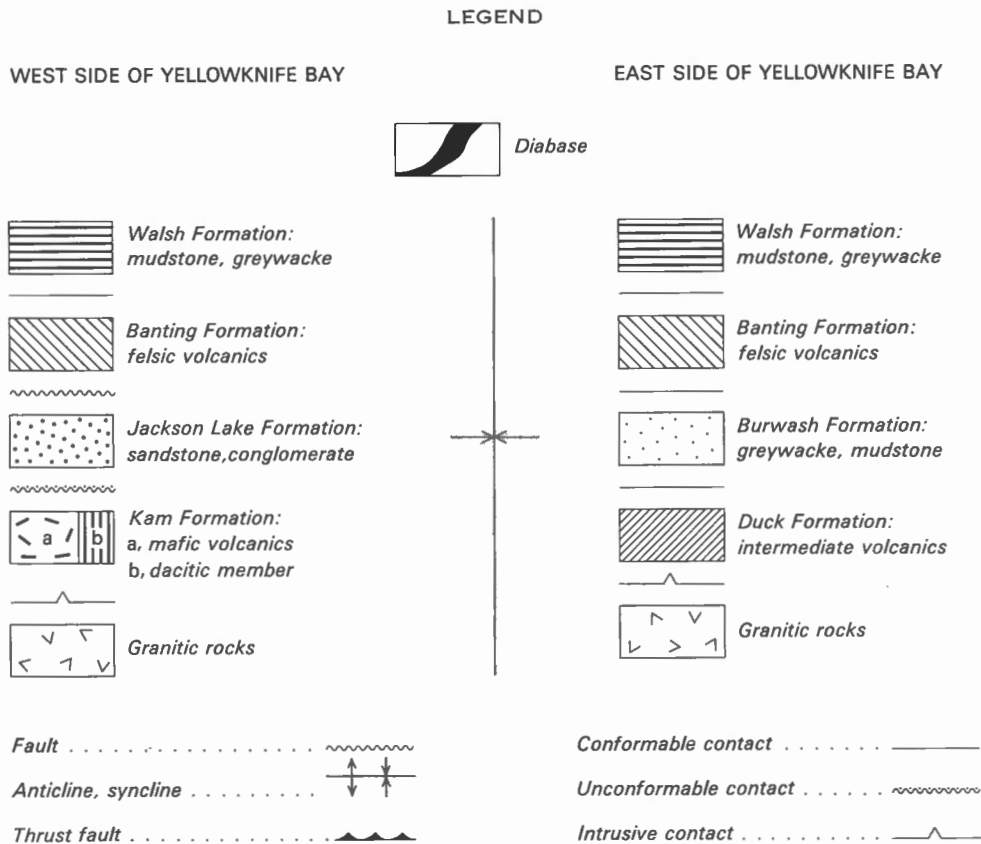 LEGEND
WEST SIDE OF YELLOWKNIFE BAY
EAST SIDE OF YELLOWKNIFE BAY
Diabase
Walsh Formation:
mudstone, greywacke
Banting Formation:
felsic volcanics
Jackson Lake Formation:
sandstone,conglomerate
Kam Formation:
a, mafic volcanics
b, dacitic member
a
b
Granitic rocks
Walsh Formation:
mudstone, greywacke
Banting Formation:
felsic volcanics
Burwash Formation:
greywacke, mudstone
Duck Formation:
intermediate volcanics
Granitic rocks
Fault . . . . . . . . . . . . . . . . .
Anticline, syncline . . . . . . . . .
Thrust fault . . . . . . . . . . . . .
Conformable contact . . . . . . .
Unconformable contact . . . . . .
Intrusive contact . . . . . . . . . .